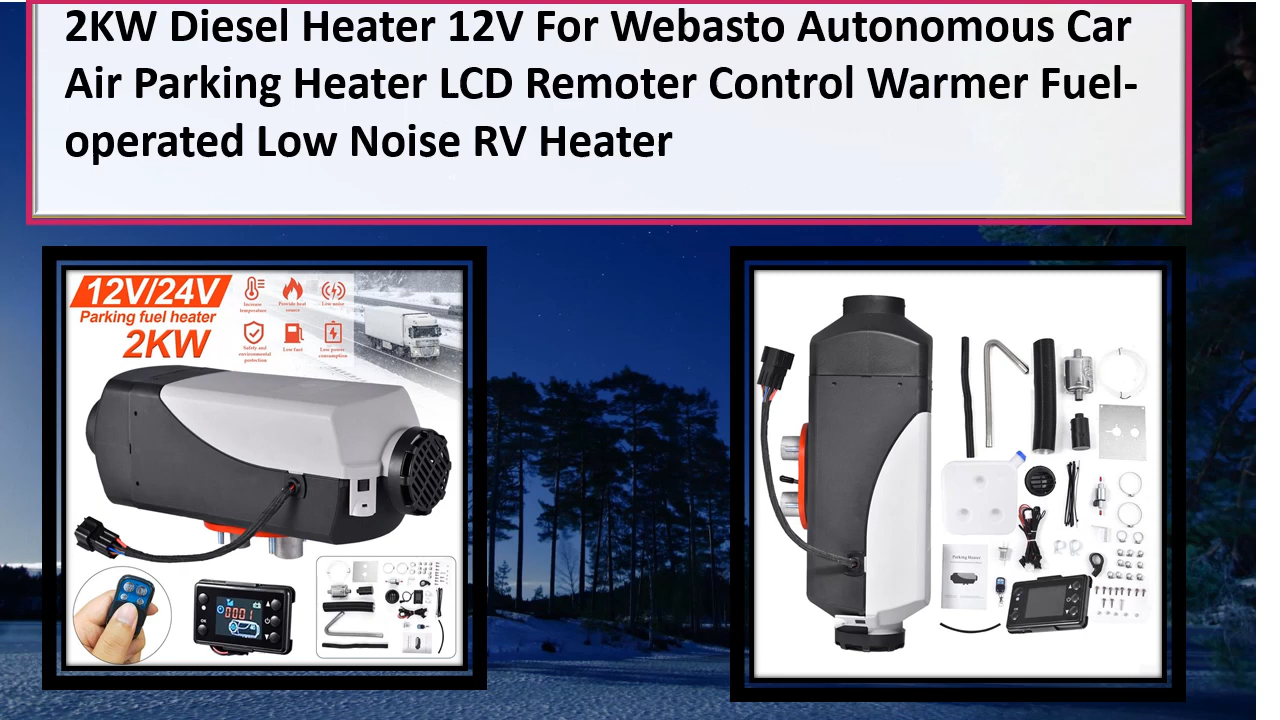 2KW Diesel Heater 12V For Webasto Autonomous Car
Air Parking Heater LCD Remoter Control Warmer Fuel-
operated Low Noise RV Heater
12V/24V
Parking fuel heater
2KW
Increase
temperature
Provide heat
source
Low noise
Safety and
environmental
protection
Low fuel
Low power
consumption
OK
0001
Parking Heater